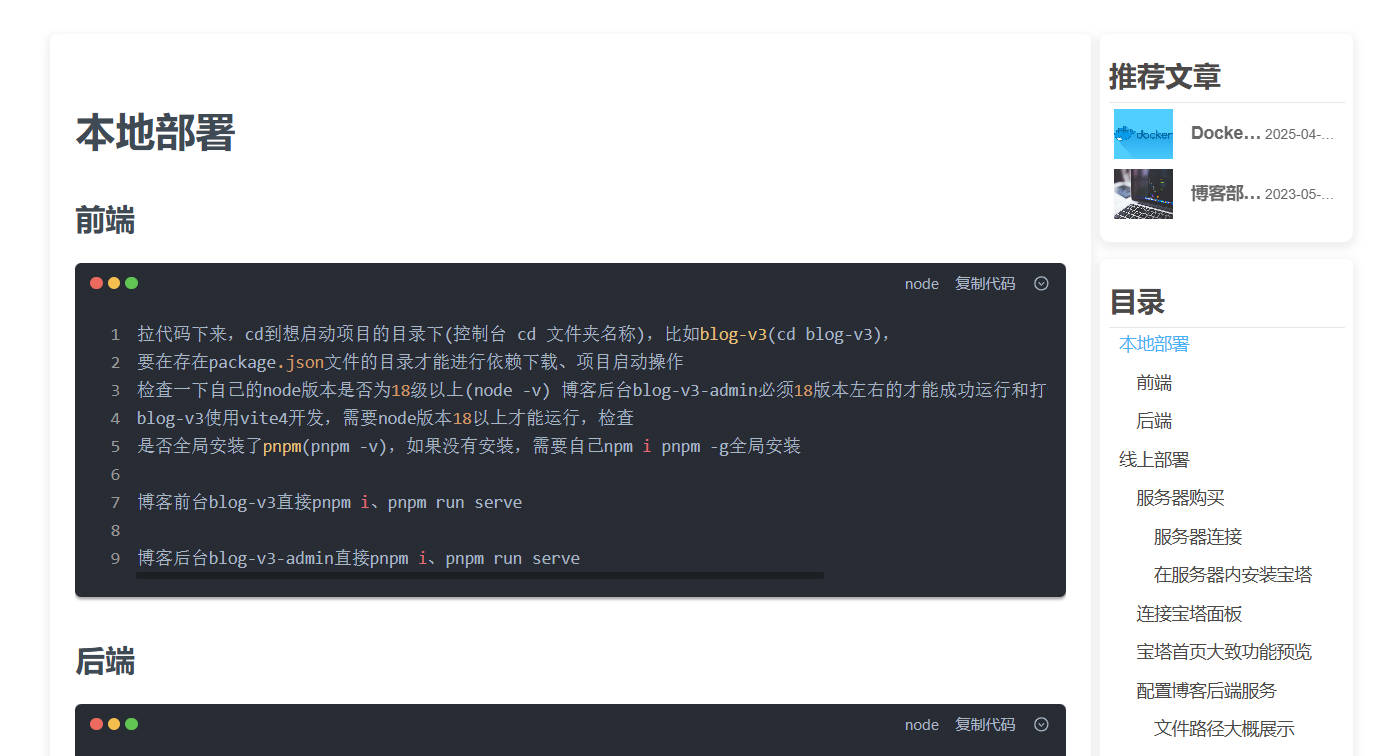 本地部署
前端
node 复制代码
1 拉代码下来，cd到想启动项目的目录下(控制台 cd 文件夹名称)，比如blog-v3(cd blog-v3)，
2 要在存在package.json文件的目录才能进行依赖下载、项目启动操作
3 检查一下自己的node版本是否为18级以上(node -v) 博客后台blog-v3-admin必须18版本左右的才能成功运行和打
4 blog-v3使用vite4开发，需要node版本18以上才能运行，检查
5 是否全局安装了pnpm(pnpm -v)，如果没有安装，需要自己npm i pnpm -g全局安装
6
7 博客前台blog-v3直接pnpm i、pnpm run serve
8
9 博客后台blog-v3-admin直接pnpm i、pnpm run serve
后端
node 复制代码
推荐文章
docker
Docke... 2025-04-...
博客部... 2023-05-...
目录
本地部署
前端
后端
线上部署
服务器购买
服务器连接
在服务器内安装宝塔
连接宝塔面板
宝塔首页大致功能预览
配置博客后端服务
文件路径大概展示